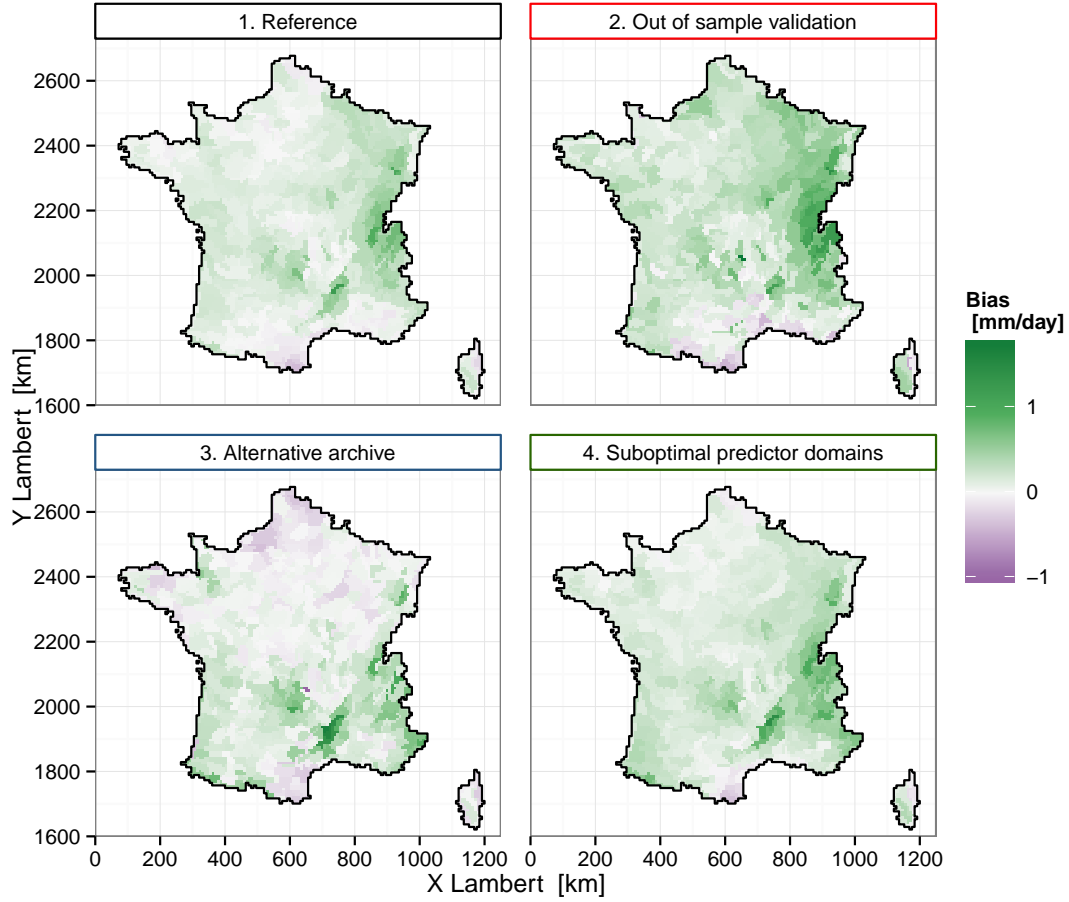 1. Reference
2. Out of sample validation
2600
2400
2200
2000
1800
1600
Bias
[mm/day]
1
0
−1
3. Alternative archive
4. Suboptimal predictor domains
2600
2400
2200
2000
1800
1600
Y Lambert [km]
0 200 400 600 800 1000 1200
0 200 400 600 800 1000 1200
X Lambert [km]